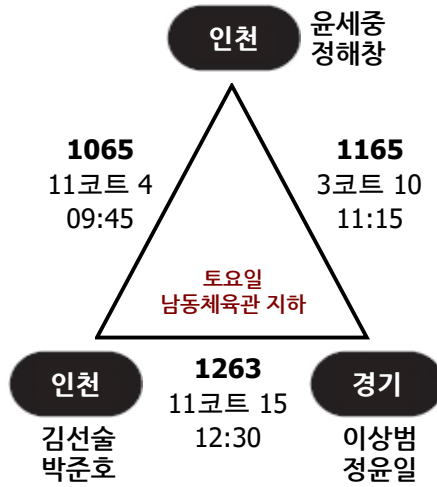 인천
윤세중
정해창
1065
11코트 4
09:45
1165
3코트 10
11:15
토요일
남동체육관 지하
인천
김선술
박준호
1263
11코트 15
12:30
경기
이상범
정윤일